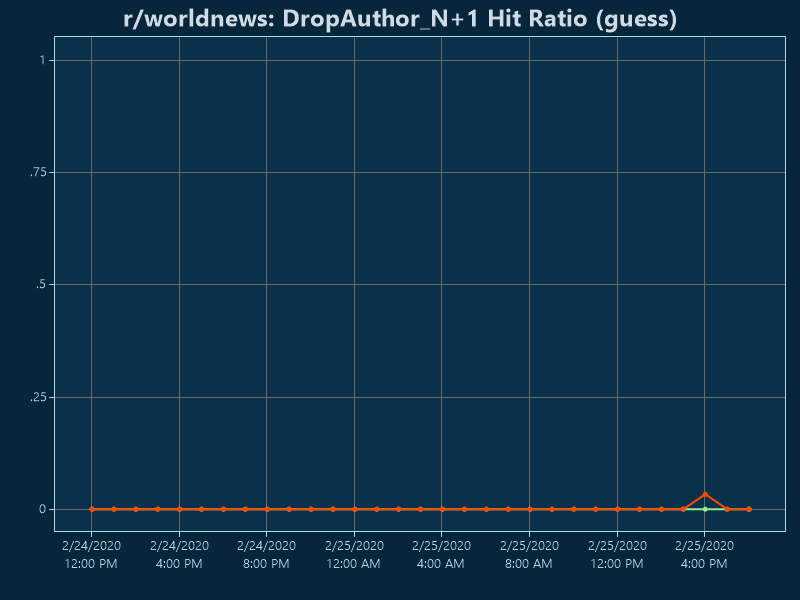 r/worldnews: DropAuthor_N+1 Hit Ratio (guess)
1
.75
.5
.25
0
2/24/2020 2/24/2020 2/24/2020 2/25/2020 2/25/2020 2/25/2020 2/25/2020 2/25/2020
12:00 PM 4:00 PM 8:00 PM 12:00 AM 4:00 AM 8:00 AM 12:00 PM 4:00 PM